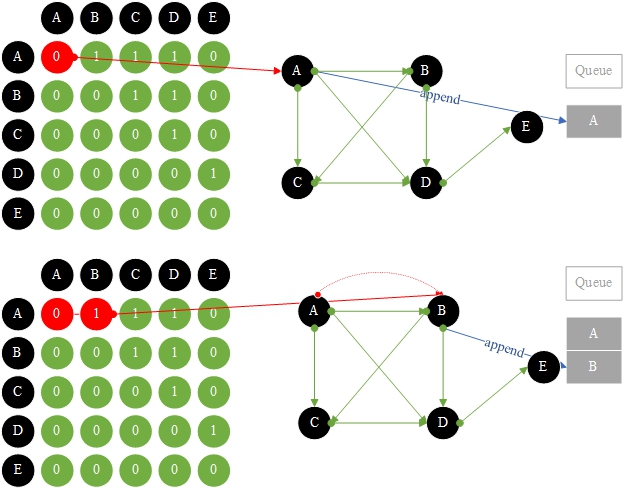 A B C D E
A 0 1 1 1 0 A B Queue
B 0 0 1 1 0 append
C 0 0 0 1 0 E A
D 0 0 0 0 1 C D
E 0 0 0 0 0
A B C D E
A 0 1 1 1 0 A B Queue
B 0 0 1 1 0 append A
C 0 0 0 1 0 E B
D 0 0 0 0 1 C D
E 0 0 0 0 0